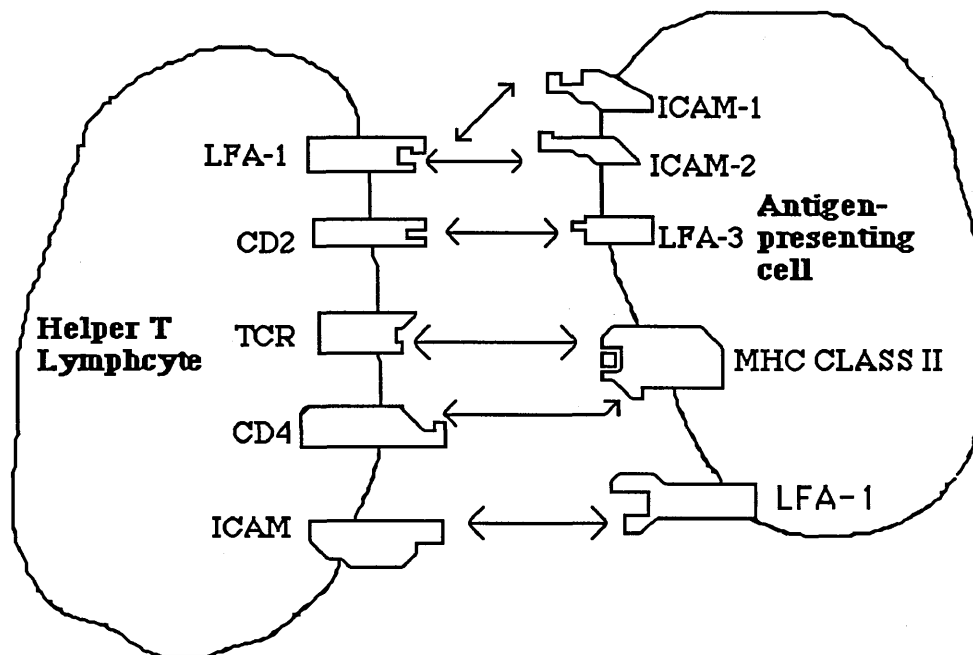 LFA-1
CD2
Helper T
Lymphcyte
TCR
CD4
ICAM
ICAM-1
ICAM-2
LFA-3
Antigen-
presenting
cell
MHC CLASS II
LFA-1